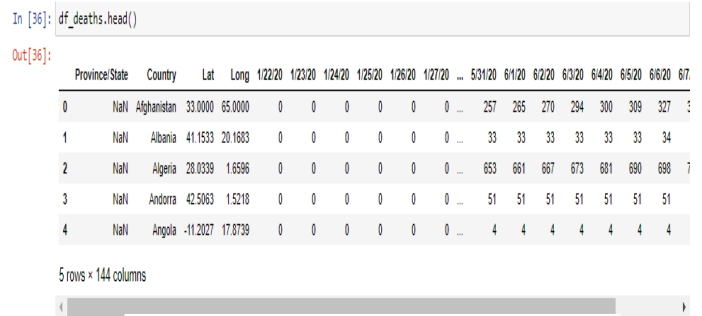 In [36]: df_deaths.head()
Out[36]:
Province/State Country Lat Long 1/22/20 1/23/20 1/24/20 1/25/20 1/26/20 1/27/20 ... 5/31/20 6/1/20 6/2/20 6/3/20 6/4/20 6/5/20 6/6/20 6/7
0 NaN Afghanistan 33.0000 65.0000 0 0 0 0 0 0 ... 257 265 270 294 300 309 327
1 NaN Albania 41.1533 20.1683 0 0 0 0 0 0 ... 33 33 33 33 33 33 34
2 NaN Algeria 28.0339 1.6596 0 0 0 0 0 0 ... 653 661 667 673 681 690 698
3 NaN Andorra 42.5063 1.5218 0 0 0 0 0 0 ... 51 51 51 51 51 51 51
4 NaN Angola -11.2027 17.8739 0 0 0 0 0 0 ... 4 4 4 4 4 4 4
5 rows × 144 columns